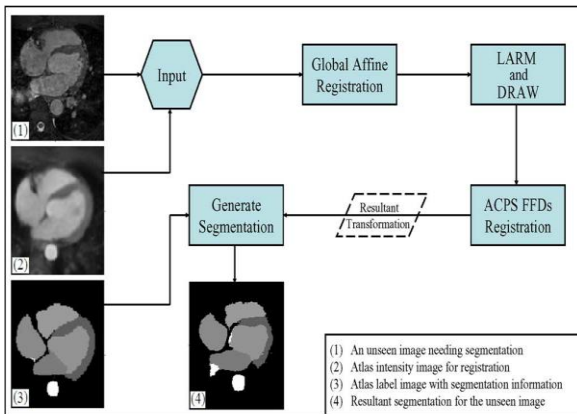 Input
Global Affine
Registration
LARM
and
DRAW
(1)
Generate
Segmentation
Resultant
Transformation
ACPS FFDs
Registration
(2)
(3)
(4)
(1) An unseen image needing segmentation
(2) Atlas intensity image for registration
(3) Atlas label image with segmentation information
(4) Resultant segmentation for the unseen image